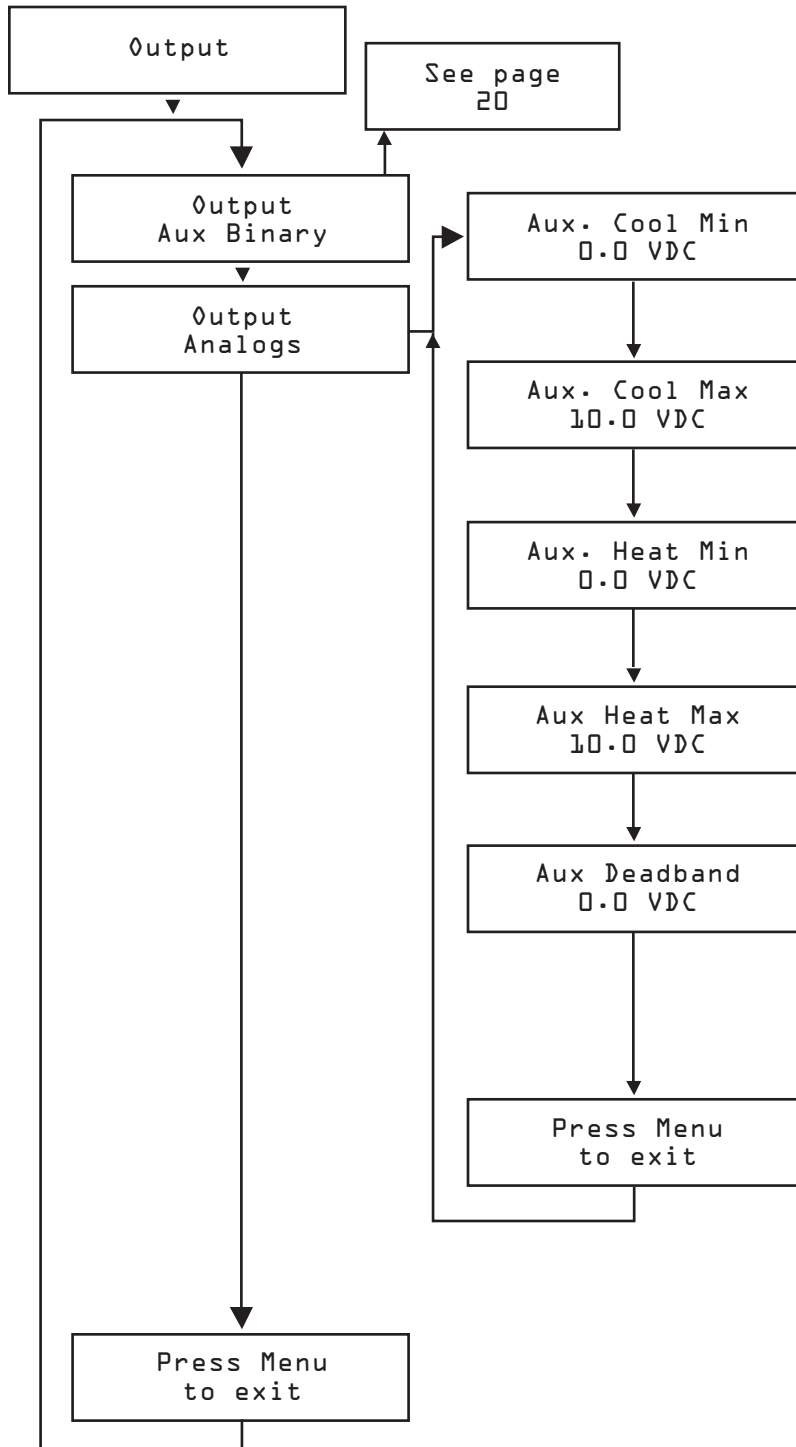 Output
See page
20
Output
Aux Binary
Output
Analogs
Aux. Cool Min
0.0 VDC
Aux. Cool Max
10.0 VDC
Aux. Heat Min
0.0 VDC
Aux Heat Max
10.0 VDC
Aux Deadband
0.0 VDC
Press Menu
to exit
Press Menu
to exit